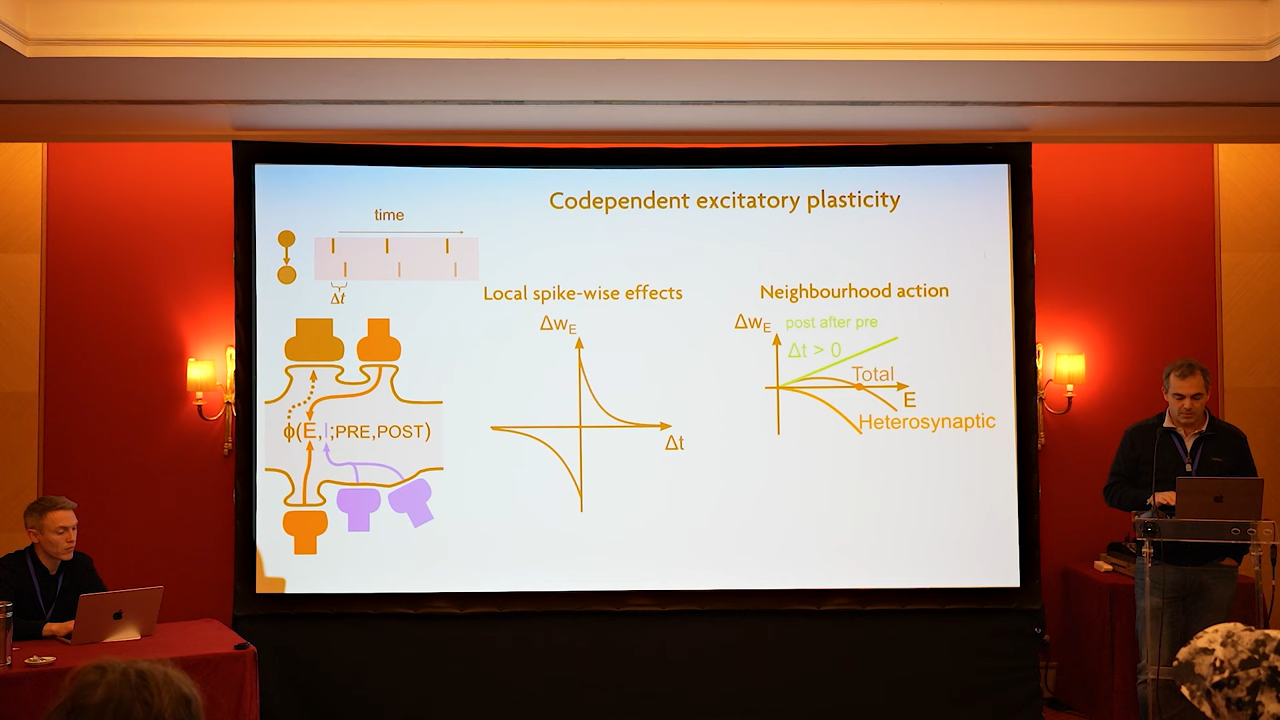 Codependent excitatory plasticity
time
Δt
ϕ(E,I;PRE,POST)
Local spike-wise effects
ΔwE
Δt
Neighbourhood action
ΔwE
post after pre
Δt > 0
Total
E
Heterosynaptic